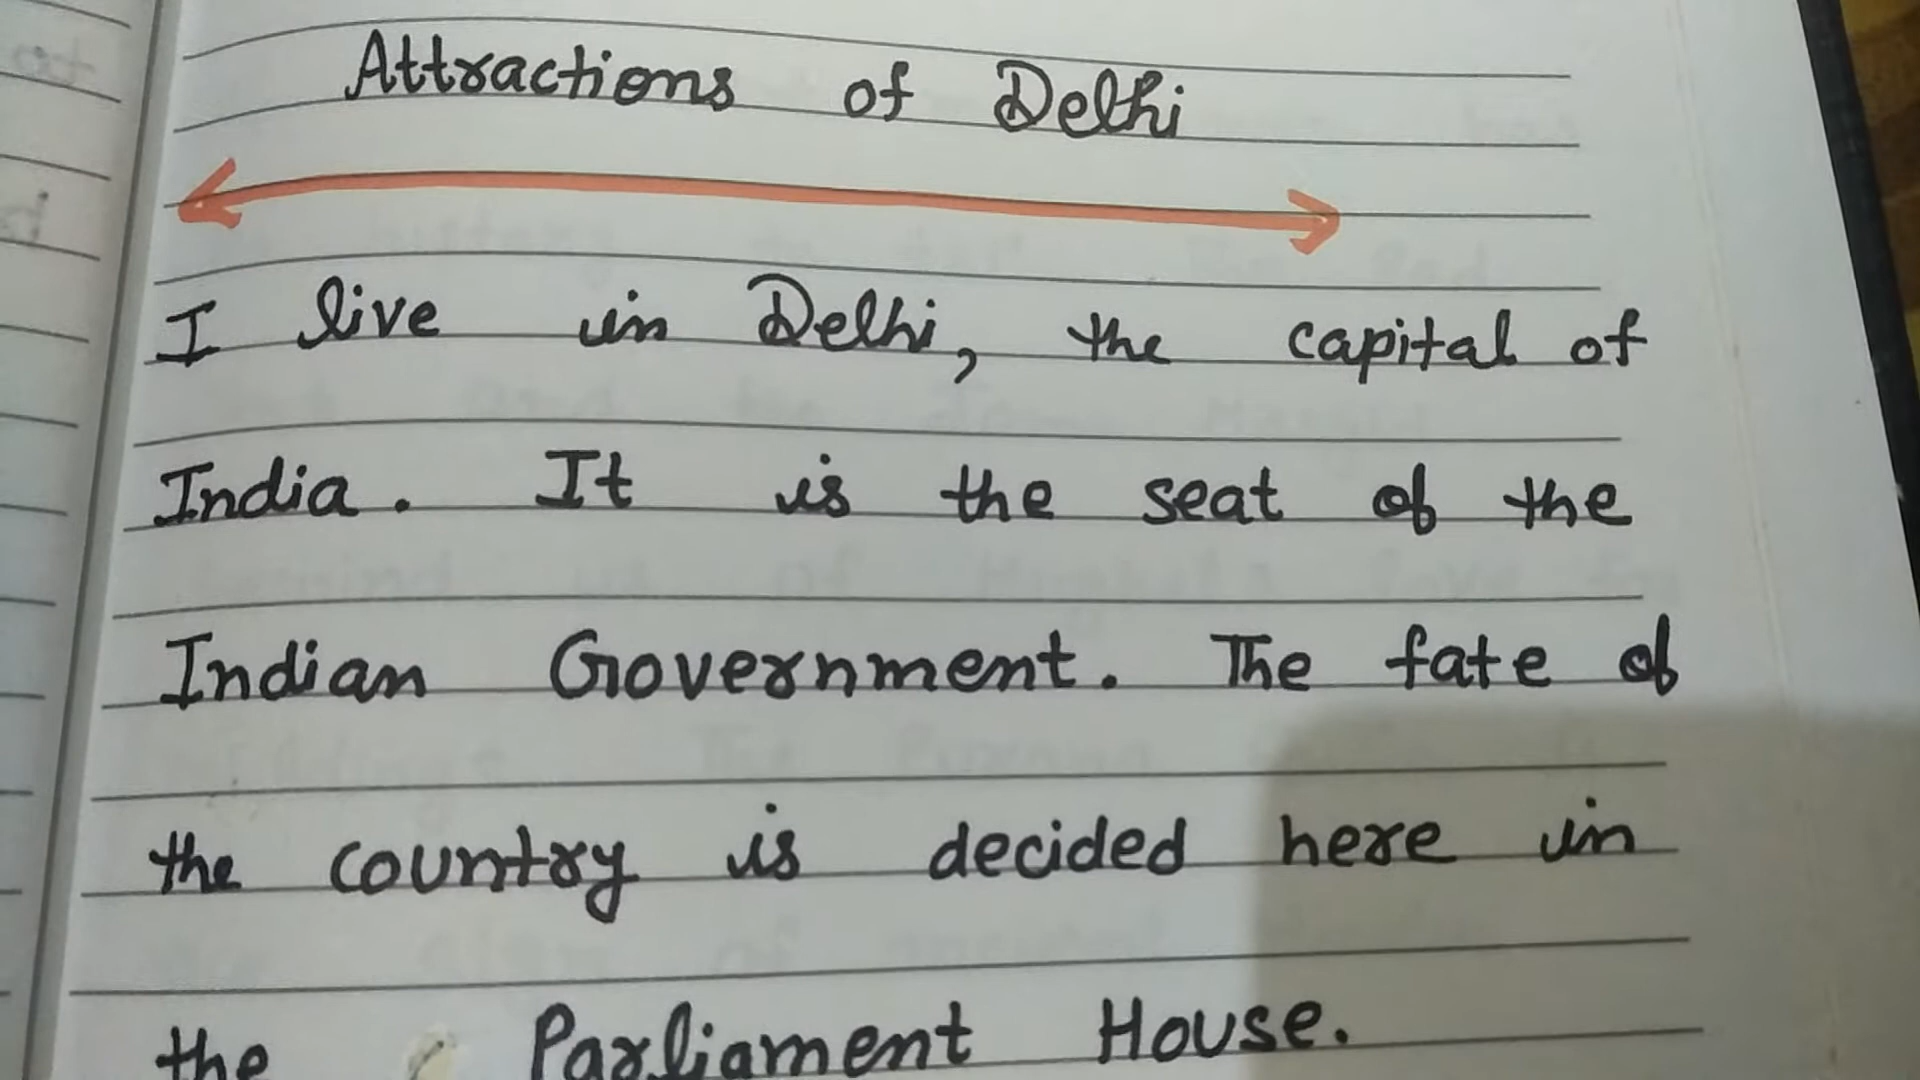 Attractions of Delhi
I live in Delhi, the capital of
India. It is the seat of the
Indian Government. The fate of
the country is decided here in
the Parliament House.